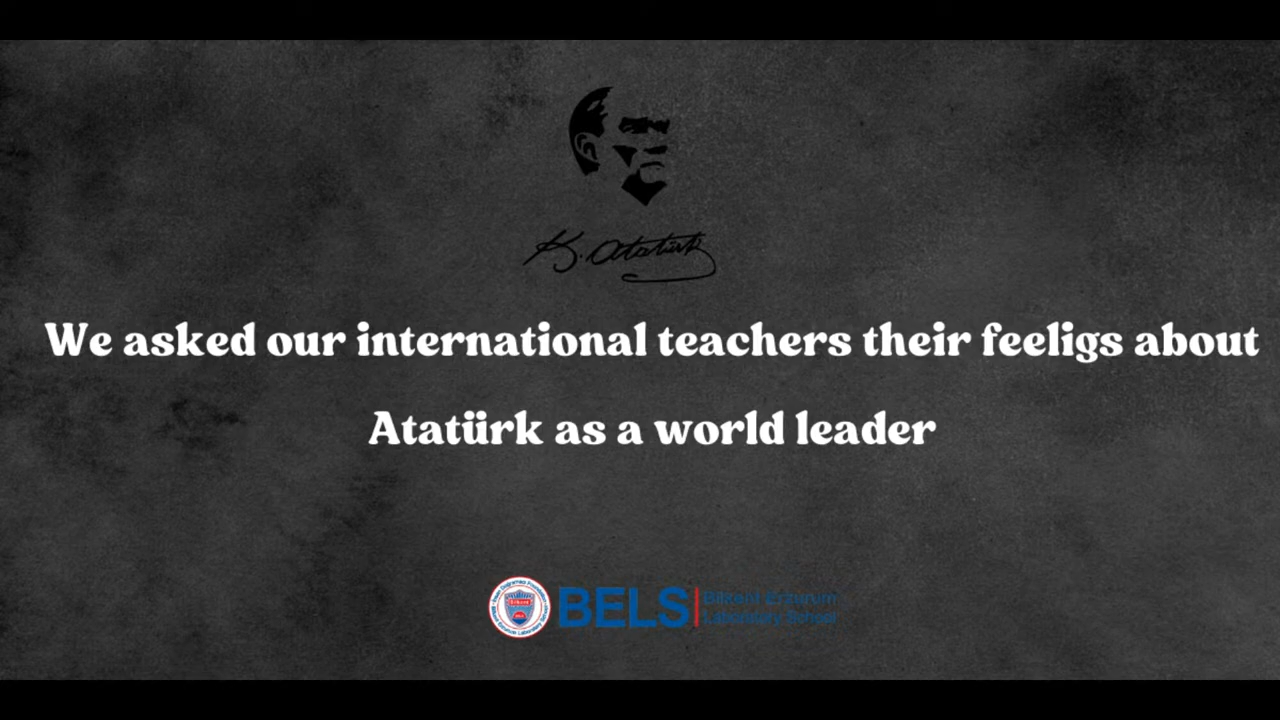 K. Atatürk
We asked our international teachers their feeligs about
Atatürk as a world leader
BELS
Bilkent Erzurum
Laboratory School